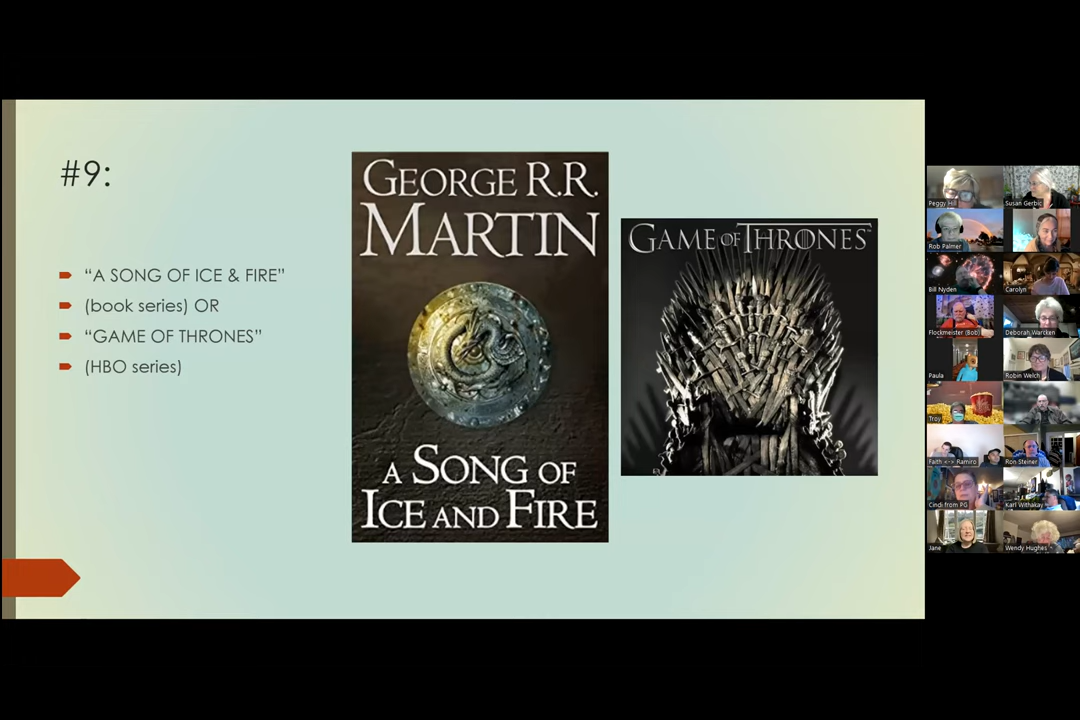 #9:
“A SONG OF ICE & FIRE”
(book series) OR
“GAME OF THRONES”
(HBO series)
GEORGE R.R.
MARTIN
A SONG OF
ICE AND FIRE
GAME OF THRONES™
Peggy Hill
Susan Gerbic
Rob Palmer
Bill Nyden
Carolyn
Flockmeister (Bob)
Deborah Warcken
Paula
Robin Welch
Troy
Faith <-> Ramiro
Ron Steiner
Cindi from PG
Karl Withakay
Jane
Wendy Hughes